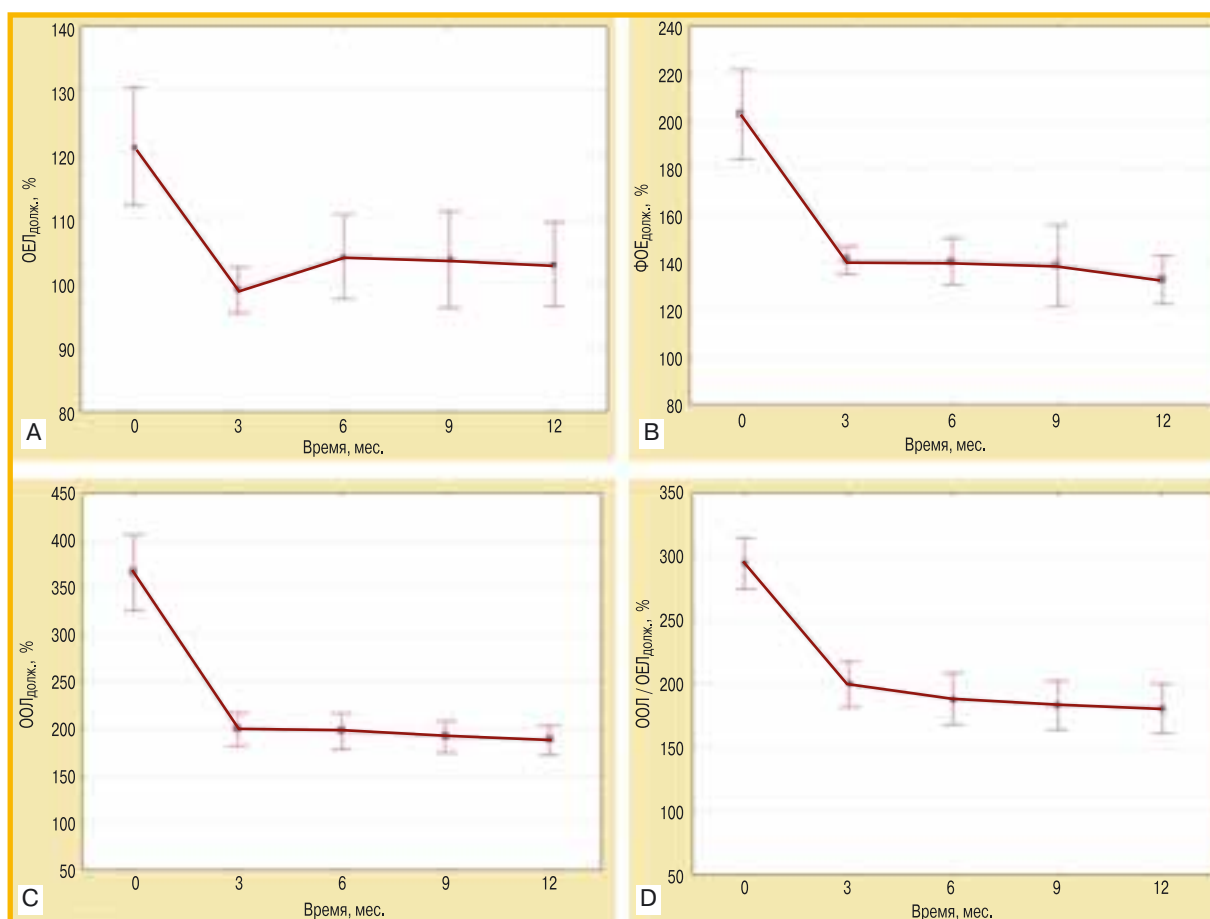 140
130
120
110
100
90
80
ОЕЛдолж., %
0 3 6 9 12
Время, мес.
A
240
220
200
180
160
140
120
100
80
ФОЕдолж., %
0 3 6 9 12
Время, мес.
B
450
400
350
300
250
200
150
100
50
ООЛдолж., %
0 3 6 9 12
Время, мес.
C
350
300
250
200
150
100
50
ООЛ / ОЕЛдолж., %
0 3 6 9 12
Время, мес.
D